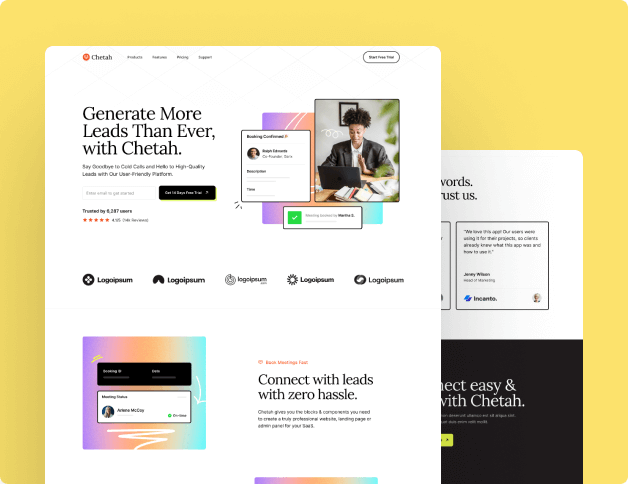 Chetah
Products Features Pricing Support
Start Free Trial
Generate More
Leads Than Ever,
with Chetah.
Say Goodbye to Cold Calls and Hello to High-Quality
Leads with Our User-Friendly Platform.
Enter email to get started
Get 14 Days Free Trial
Trusted by 6,287 users
4.5/5 Reviews)
Booking Confirmed
Ralph Edwards
Co-Founder,
Description
Time
Meeting booked by Martha S.
Logoipsum
Logoipsum
logoipsum
Logoipsum
Logoipsum
Booking ID
Date
Meeting Status
Arlene McCoy
Book Meetings Fast
Connect with leads
with zero hassle.
Chetah gives you the blocks & components you need
to create a truly professional website, landing page or
admin panel for your SaaS.
words.
rust us.
"We love this app! Our users were
using it for their projects, so clients
already knew what this app was and
how to use it."
Jenny Wilson
Head of Marketing
Incanto.
nect easy &
with Chetah.